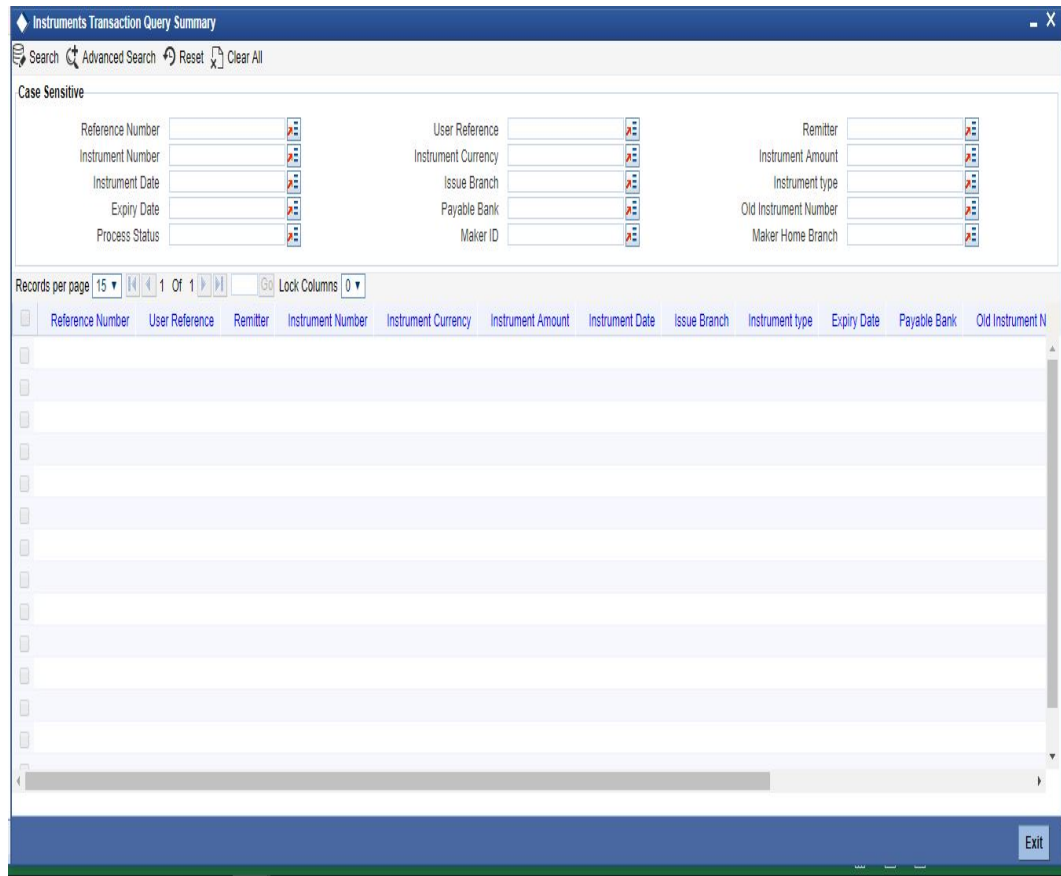 Instruments Transaction Query Summary
Search Advanced Search Reset Clear All
Case Sensitive
Reference Number User Reference Remitter
Instrument Number Instrument Currency Instrument Amount
Instrument Date Issue Branch Instrument type
Expiry Date Payable Bank Old Instrument Number
Process Status Maker ID Maker Home Branch
Records per page 15 1 Of 1 Go Lock Columns 0
Reference Number User Reference Remitter Instrument Number Instrument Currency Instrument Amount Instrument Date Issue Branch Instrument type Expiry Date Payable Bank Old Instrument N
Exit